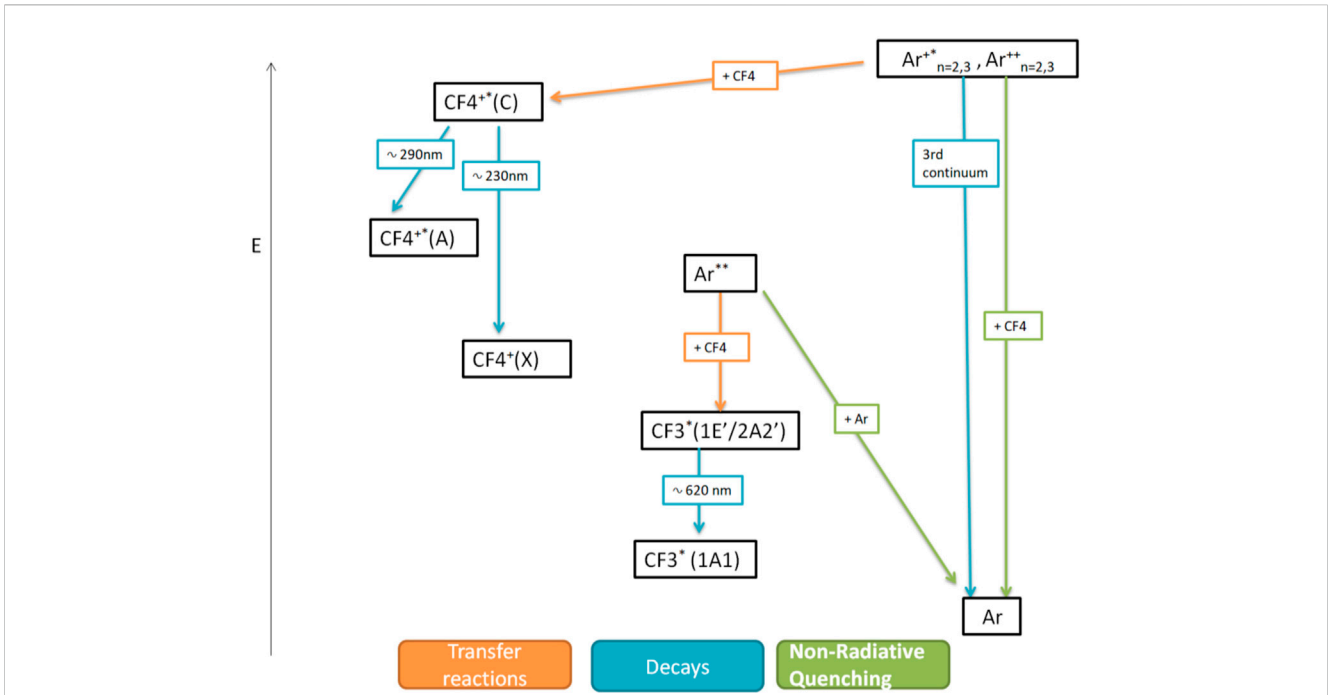 Ar⁺*ₙ₌₂,₃ , Ar⁺⁺ₙ₌₂,₃
+ CF4
CF4⁺*(C)
~ 290nm
~ 230nm
3rd
continuum
CF4⁺*(A)
E
Ar**
+ CF4
+ CF4
CF4⁺(X)
+ Ar
CF3*(1E’/2A2’)
~ 620 nm
CF3* (1A1)
Ar
Transfer
reactions
Decays
Non-Radiative
Quenching